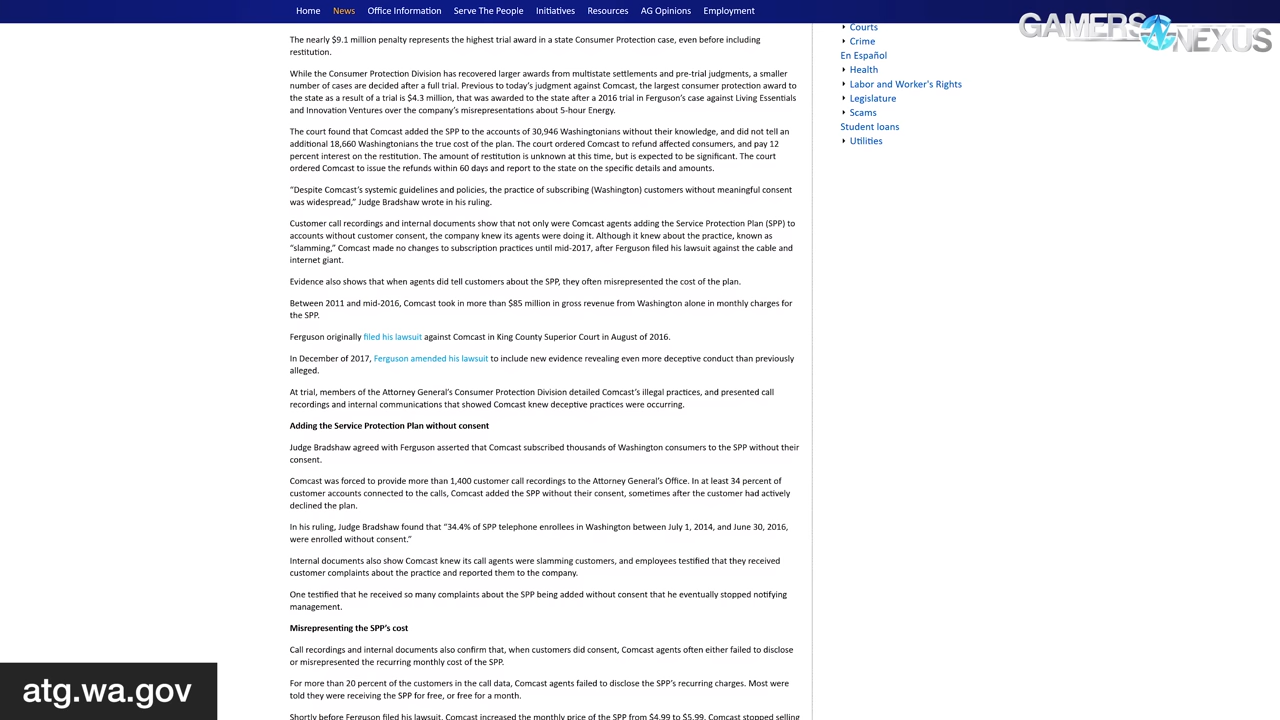 Home News Office Information Serve The People Initiatives Resources AG Opinions Employment
GAMERS NEXUS
The nearly $9.1 million penalty represents the highest trial award in a state Consumer Protection case, even before including
restitution.
While the Consumer Protection Division has recovered larger awards from multistate settlements and pre-trial judgments, a smaller
number of cases are decided after a full trial. Previous to today's judgment against Comcast, the largest consumer protection award to
the state as a result of a trial is $4.3 million, that was awarded to the state after a 2016 trial in Ferguson's case against Living Essentials
and Innovation Ventures over the company's misrepresentations about 5-hour Energy.
The court found that Comcast added the SPP to the accounts of 30,946 Washingtonians without their knowledge, and did not tell an
additional 18,660 Washingtonians the true cost of the plan. The court ordered Comcast to refund affected consumers, and pay 12
percent interest on the restitution. The amount of restitution is unknown at this time, but is expected to be significant. The court
ordered Comcast to issue the refunds within 60 days and report to the state on the specific details and amounts.
“Despite Comcast's systemic guidelines and policies, the practice of subscribing (Washington) customers without meaningful consent
was widespread,” Judge Bradshaw wrote in his ruling.
Customer call recordings and internal documents show that not only were Comcast agents adding the Service Protection Plan (SPP) to
accounts without customer consent, the company knew its agents were doing it. Although it knew about the practice, known as
“slamming,” Comcast made no changes to subscription practices until mid-2017, after Ferguson filed his lawsuit against the cable and
internet giant.
Evidence also shows that when agents did tell customers about the SPP, they often misrepresented the cost of the plan.
Between 2011 and mid-2016, Comcast took in more than $85 million in gross revenue from Washington alone in monthly charges for
the SPP.
Ferguson originally filed his lawsuit against Comcast in King County Superior Court in August of 2016.
In December of 2017, Ferguson amended his lawsuit to include new evidence revealing even more deceptive conduct than previously
alleged.
At trial, members of the Attorney General's Consumer Protection Division detailed Comcast's illegal practices, and presented call
recordings and internal communications that showed Comcast knew deceptive practices were occurring.
Adding the Service Protection Plan without consent
Judge Bradshaw agreed with Ferguson asserted that Comcast subscribed thousands of Washington consumers to the SPP without their
consent.
Comcast was forced to provide more than 1,400 customer call recordings to the Attorney General's Office. In at least 34 percent of
customer accounts connected to the calls, Comcast added the SPP without their consent, sometimes after the customer had actively
declined the plan.
In his ruling, Judge Bradshaw found that “34.4% of SPP telephone enrollees in Washington between July 1, 2014, and June 30, 2016,
were enrolled without consent.”
Internal documents also show Comcast knew its call agents were slamming customers, and employees testified that they received
customer complaints about the practice and reported them to the company.
One testified that he received so many complaints about the SPP being added without consent that he eventually stopped notifying
management.
Misrepresenting the SPP's cost
Call recordings and internal documents also confirm that, when customers did consent, Comcast agents often either failed to disclose
or misrepresented the recurring monthly cost of the SPP.
For more than 20 percent of the customers in the call data, Comcast agents failed to disclose the SPP's recurring charges. Most were
told they were receiving the SPP for free, or free for a month.
Shortly before Ferguson filed his lawsuit, Comcast increased the monthly price of the SPP from $4.99 to $5.99. Comcast stopped selling
Courts
Crime
En Español
Health
Labor and Worker's Rights
Legislature
Scams
Student loans
Utilities
atg.wa.gov